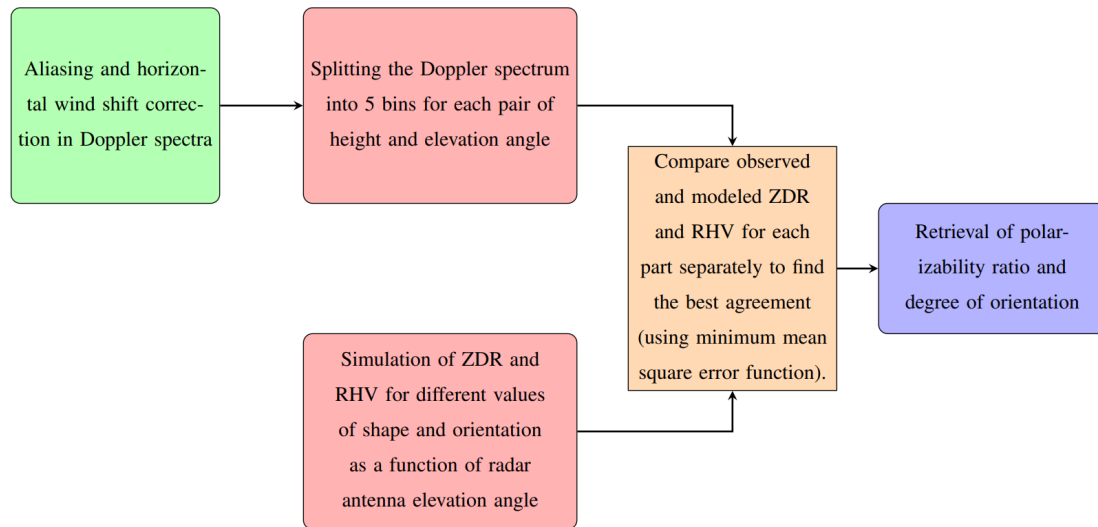 Aliasing and horizon-
tal wind shift correc-
tion in Doppler spectra
Splitting the Doppler spectrum
into 5 bins for each pair of
height and elevation angle
Compare observed
and modeled ZDR
and RHV for each
part separately to find
the best agreement
(using minimum mean
square error function).
Retrieval of polar-
izability ratio and
degree of orientation
Simulation of ZDR and
RHV for different values
of shape and orientation
as a function of radar
antenna elevation angle